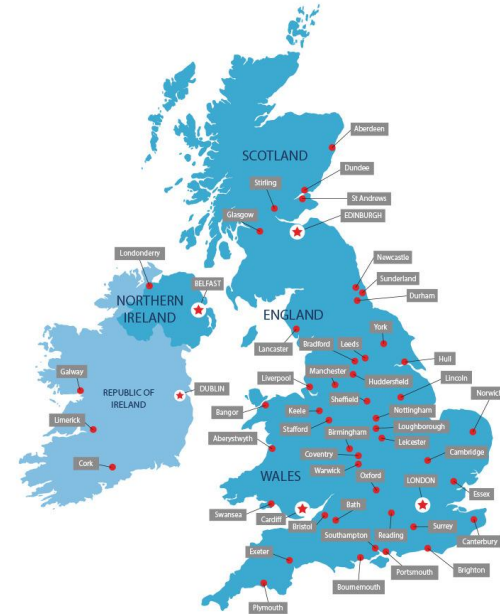 Aberdeen
SCOTLAND
Dundee
Stirling
St Andrews
Glasgow
EDINBURGH
Londonderry
Newcastle
BELFAST
Sunderland
Durham
NORTHERN
IRELAND
ENGLAND
York
Lancaster
Bradford
Leeds
Hull
Galway
Liverpool
Manchester
Huddersfield
Lincoln
REPUBLIC OF
IRELAND
DUBLIN
Sheffield
Norwich
Bangor
Keele
Nottingham
Limerick
Stafford
Loughborough
Birmingham
Leicester
Aberystwyth
Coventry
Cambridge
Cork
WALES
Warwick
Oxford
LONDON
Essex
Swansea
Cardiff
Bath
Bristol
Surrey
Southampton
Reading
Canterbury
Exeter
Portsmouth
Brighton
Bournemouth
Plymouth